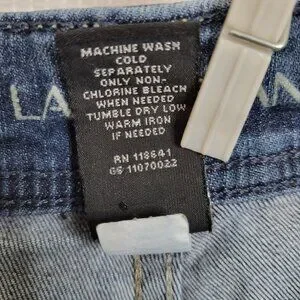 MACHINE WASH
COLD
SEPARATELY
ONLY NON-
CHLORINE BLEACH
WHEN NEEDED
TUMBLE DRY LOW
WARM IRON
IF NEEDED
RN 118641
GS 11070022